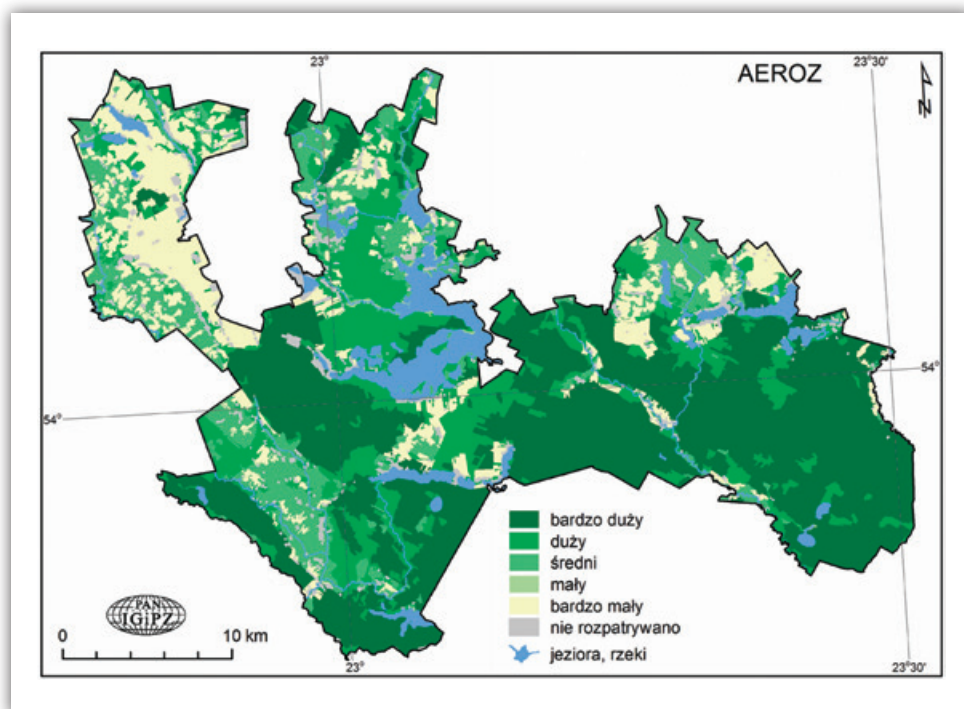 23°
23°30'
AEROZ
N
54°
54°
bardzo duży
duży
średni
mały
bardzo mały
nie rozpatrywano
jeziora, rzeki
PAN
IGiPZ
0 10 km
23°
23°30'